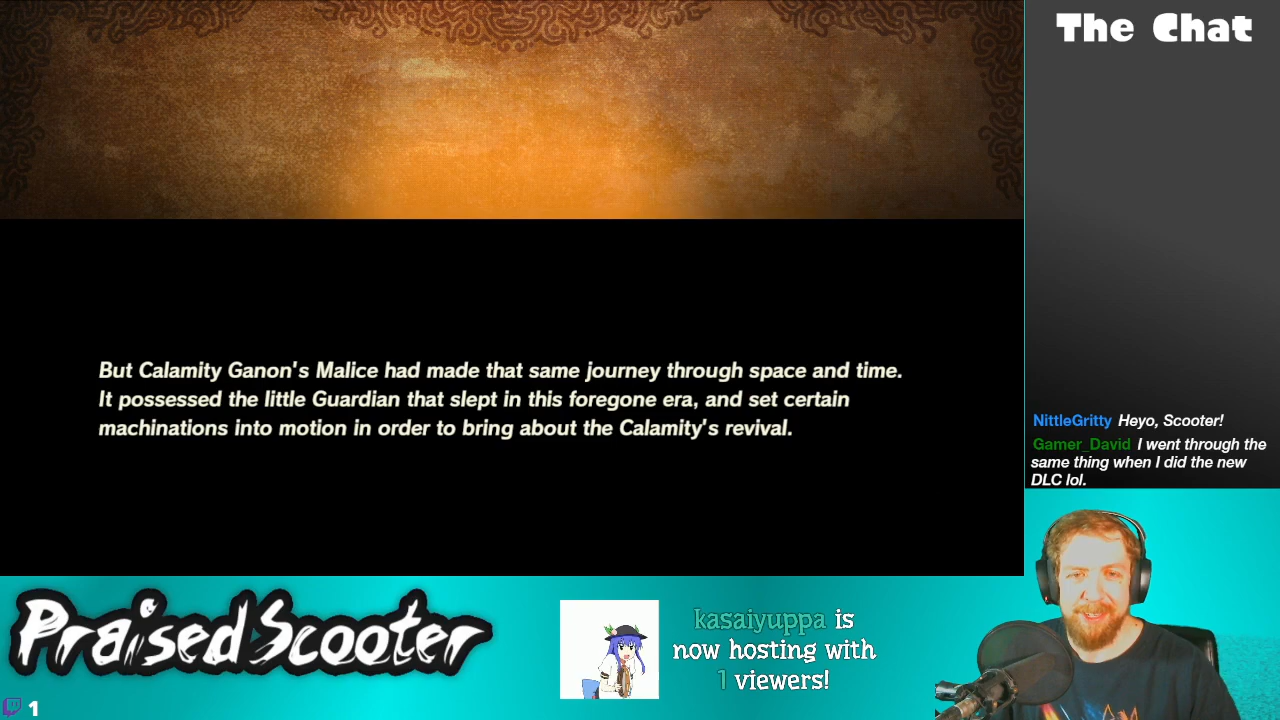 The Chat
But Calamity Ganon's Malice had made that same journey through space and time.
It possessed the little Guardian that slept in this foregone era, and set certain
machinations into motion in order to bring about the Calamity's revival.
NittleGritty Heyo, Scooter!
Gamer_David I went through the
same thing when I did the new
DLC lol.
PraisedScooter
kasaiyuppa is
now hosting with
1 viewers!
1